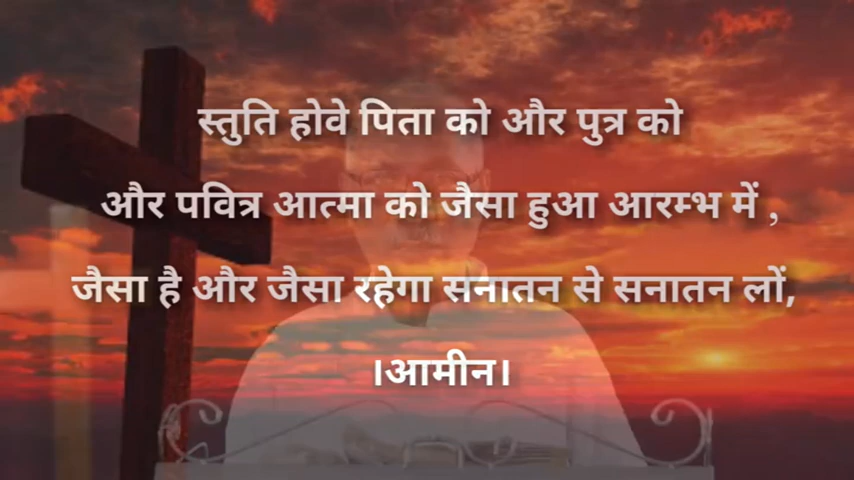 स्तुति होवे पिता को और पुत्र को
और पवित्र आत्मा को जैसा हुआ आरम्भ में ,
जैसा है और जैसा रहेगा सनातन से सनातन लों,
।आमीन।